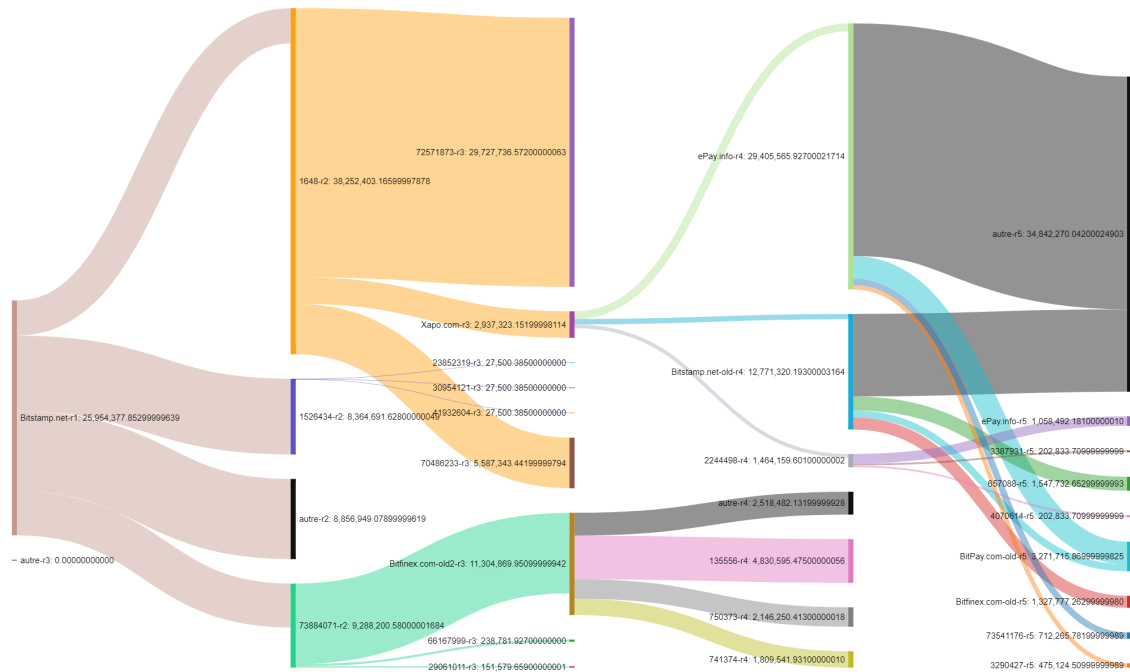 Bitstamp.net-r1: 25,954,377.85299999639
autre-r3: 0.00000000000
1648-r2: 38,252,403.16599997878
1526434-r2: 8,364,691.62800000049
autre-r2: 8,856,949.07899999619
73884071-r2: 9,288,200.58000001684
72571873-r3: 29,727,736.57200000063
Xapo.com-r3: 2,937,323.15199998114
23852319-r3: 27,500.38500000000
30954121-r3: 27,500.38500000000
41932604-r3: 27,500.38500000000
70486233-r3: 5,587,343.44199999794
Bitfinex.com-old2-r3: 11,304,869.95099999942
66167999-r3: 238,781.92700000000
29061011-r3: 151,579.65900000001
ePay.info-r4: 29,405,565.92700021714
Bitstamp.net-old-r4: 12,771,320.19300003164
2244498-r4: 1,464,159.60100000002
autre-r4: 2,518,482.13199999928
135556-r4: 4,830,595.47500000056
750373-r4: 2,146,250.41300000018
741374-r4: 1,809,541.93100000010
autre-r5: 34,842,270.04200024903
ePay.info-r5: 1,058,492.18100000010
3387931-r5: 202,833.70999999999
657088-r5: 1,547,732.65299999993
4070614-r5: 202,833.70999999999
BitPay.com-old-r5: 3,271,715.86999999825
Bitfinex.com-old-r5: 1,327,777.26299999980
73541176-r5: 712,265.78199999989
3290427-r5: 475,124.50999999989